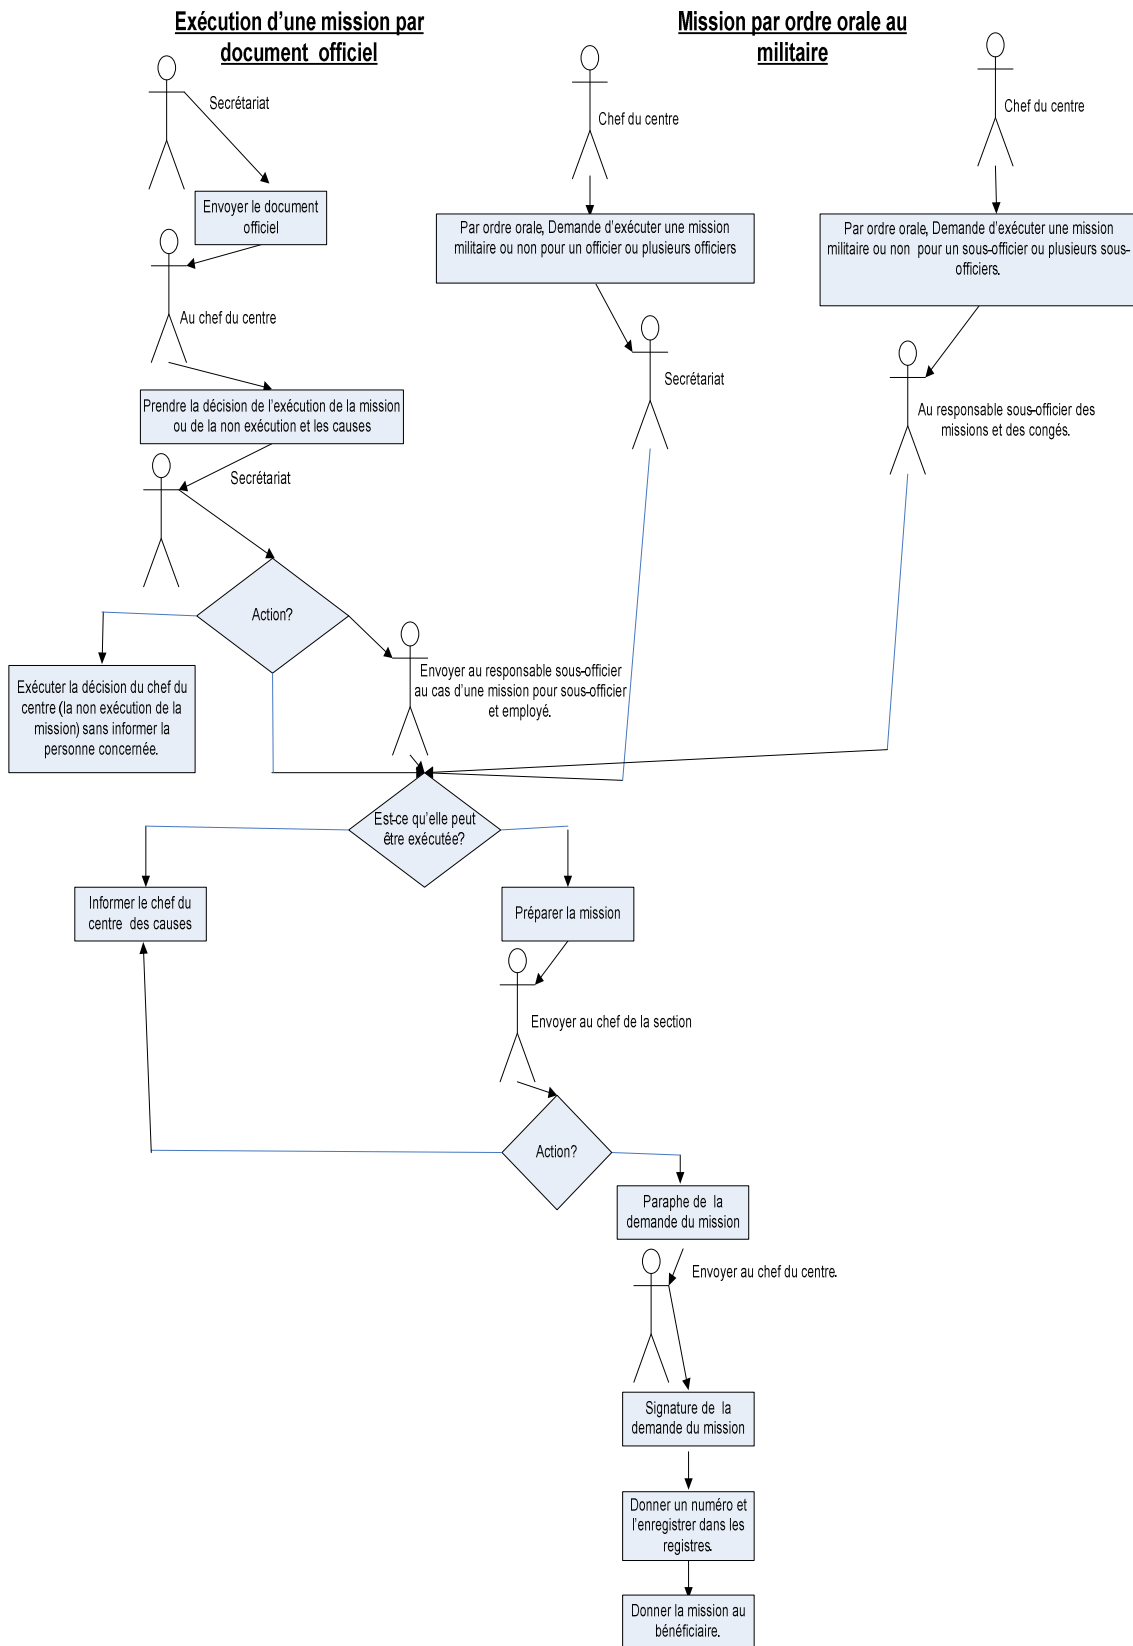 Exécution d'une mission par
document officiel
Mission par ordre orale au
militaire
Secrétariat
Chef du centre
Chef du centre
Envoyer le document
officiel
Par ordre orale, Demande d'exécuter une mission
militaire ou non pour un officier ou plusieurs officiers
Par ordre orale, Demande d'exécuter une mission
militaire ou non pour un sous-officier ou plusieurs sous-
officiers.
Au chef du centre
Secrétariat
Prendre la décision de l'exécution de la mission
ou de la non exécution et les causes
Au responsable sous-officier des
missions et des congés.
Secrétariat
Action?
Exécuter la décision du chef du
centre (la non exécution de la
mission) sans informer la
personne concernée.
Envoyer au responsable sous-officier
au cas d'une mission pour sous-officier
et employé.
Est-ce qu'elle peut
être exécutée?
Informer le chef du
centre des causes
Préparer la mission
Envoyer au chef de la section
Action?
Paraphe de la
demande du mission
Envoyer au chef du centre.
Signature de la
demande du mission
Donner un numéro et
l'enregistrer dans les
registres.
Donner la mission au
bénéficiaire.